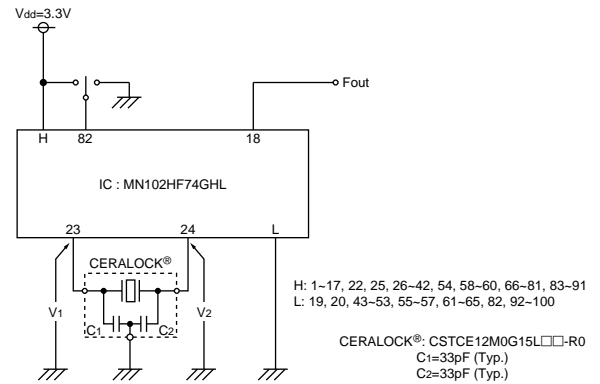 Vdd=3.3V
Fout
H 82 18
IC : MN102HF74GHL
23 24 L
CERALOCK®
V1 C1 C2 V2
H: 1~17, 22, 25, 26~42, 54, 58~60, 66~81, 83~91
L: 19, 20, 43~53, 55~57, 61~65, 82, 92~100
CERALOCK®: CSTCE12M0G15L□□-R0
C1=33pF (Typ.)
C2=33pF (Typ.)